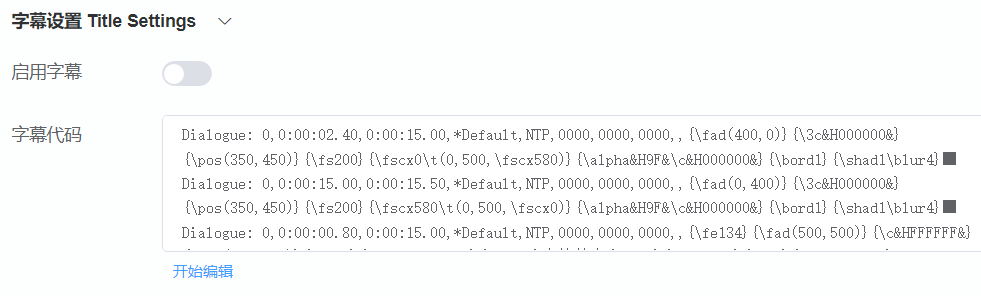 字幕设置 Title Settings
启用字幕
字幕代码
Dialogue: 0,0:00:02.40,0:00:15.00,*Default,NTP,0000,0000,0000,,{\fad(400,0)}{\3c&H000000&}
{\pos(350,450)}{\fs200}{\fscx0\t(0,500,\fscx580)}{\alpha&H9F&\c&H000000&}{\bord1}{\shad1\blur4}■
Dialogue: 0,0:00:15.00,0:00:15.50,*Default,NTP,0000,0000,0000,,{\fad(0,400)}{\3c&H000000&}
{\pos(350,450)}{\fs200}{\fscx580\t(0,500,\fscx0)}{\alpha&H9F&\c&H000000&}{\bord1}{\shad1\blur4}■
Dialogue: 0,0:00:00.80,0:00:15.00,*Default,NTP,0000,0000,0000,,{\fe134}{\fad(500,500)}{\c&HFFFFFF&}
开始编辑